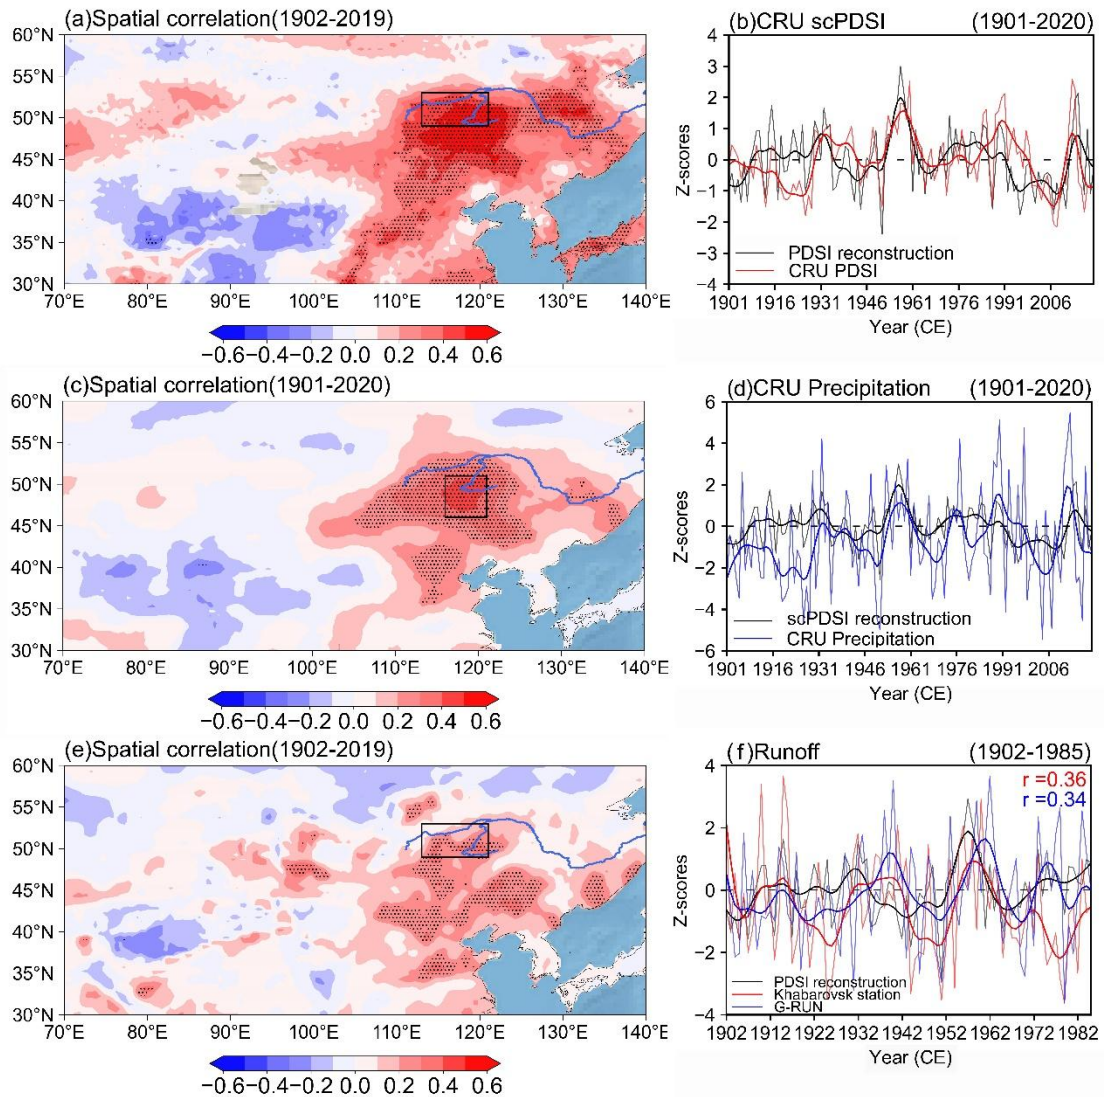 (a)Spatial correlation(1902-2019)
60°N
55°N
50°N
45°N
40°N
35°N
30°N
70°E 80°E 90°E 100°E 110°E 120°E 130°E 140°E
−0.6−0.4−0.2 0.0 0.2 0.4 0.6
(b)CRU scPDSI (1901-2020)
4
3
2
1
0
−1
−2
−3
−4
Z-scores
PDSI reconstruction
CRU PDSI
1901 1916 1931 1946 1961 1976 1991 2006
Year (CE)
(c)Spatial correlation(1901-2020)
60°N
55°N
50°N
45°N
40°N
35°N
30°N
70°E 80°E 90°E 100°E 110°E 120°E 130°E 140°E
−0.6−0.4−0.2 0.0 0.2 0.4 0.6
(d)CRU Precipitation (1901-2020)
6
4
2
0
−2
−4
−6
Z-scores
scPDSI reconstruction
CRU Precipitation
1901 1916 1931 1946 1961 1976 1991 2006
Year (CE)
(e)Spatial correlation(1902-2019)
60°N
55°N
50°N
45°N
40°N
35°N
30°N
70°E 80°E 90°E 100°E 110°E 120°E 130°E 140°E
−0.6−0.4−0.2 0.0 0.2 0.4 0.6
(f)Runoff (1902-1985)
r =0.36
r =0.34
4
2
0
−2
−4
Z-scores
PDSI reconstruction
Khabarovsk station
G-RUN
1902 1912 1922 1932 1942 1952 1962 1972 1982
Year (CE)